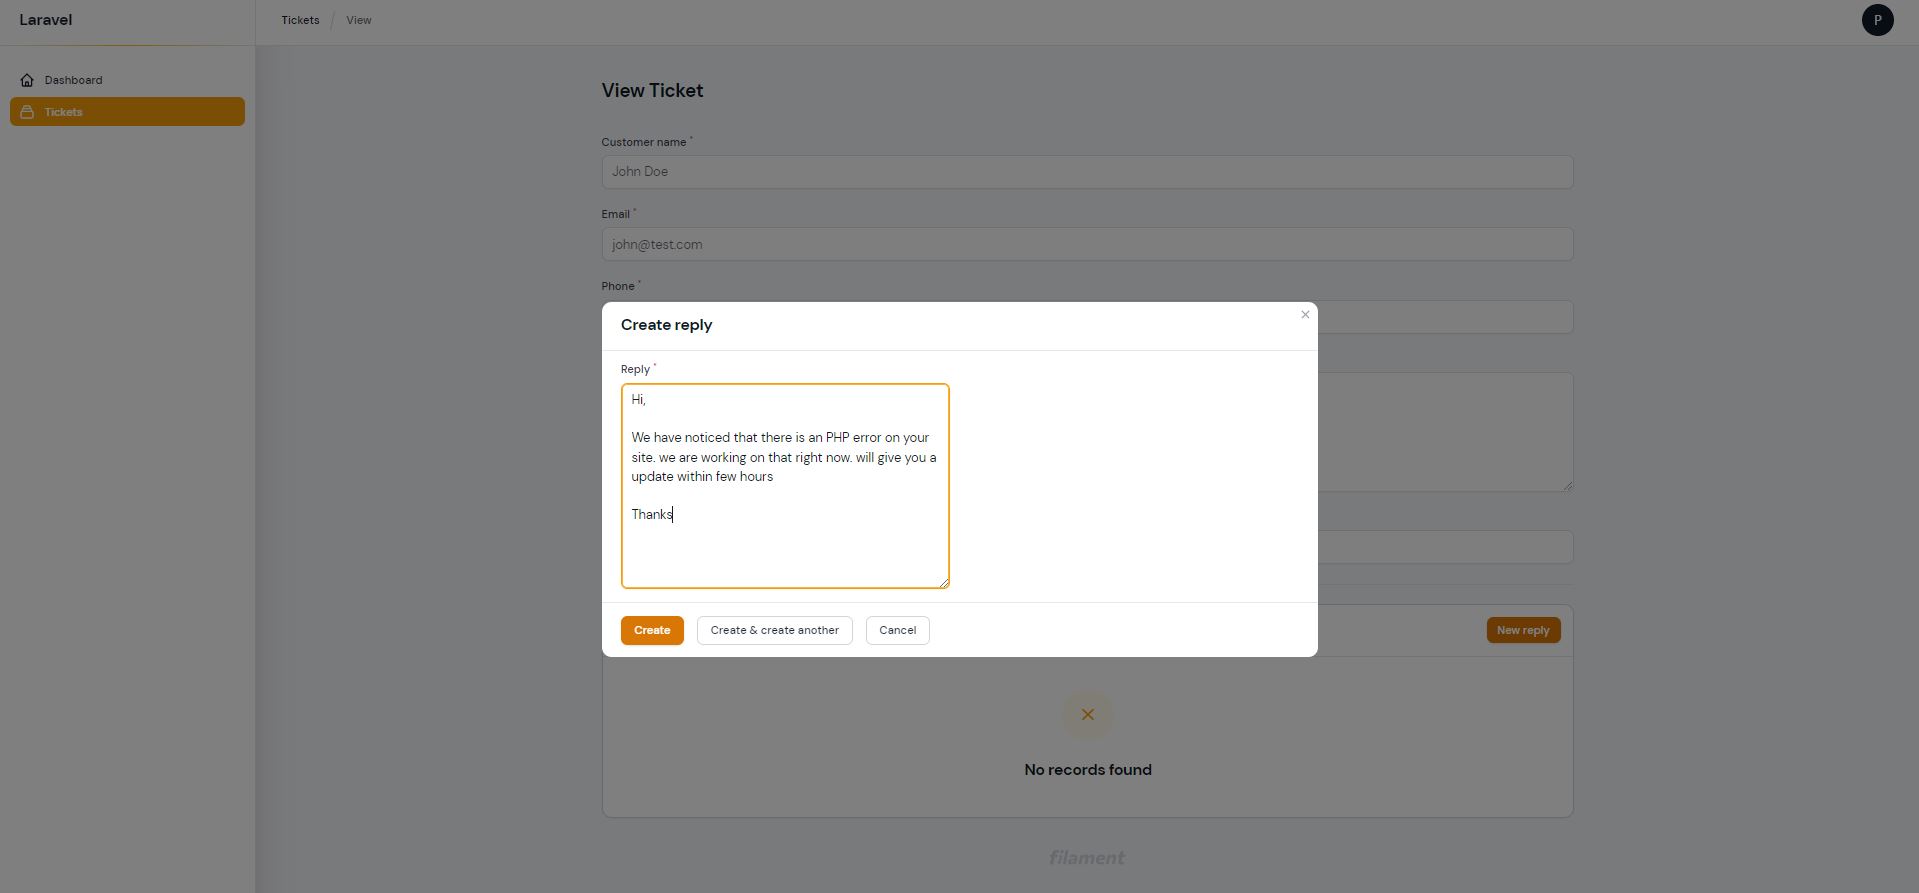 Laravel
Tickets / View
P
Dashboard
Tickets
View Ticket
Customer name *
John Doe
Email *
john@test.com
Phone *
Create reply
Reply *
Hi,
We have noticed that there is an PHP error on your
site. we are working on that right now. will give you a
update within few hours
Thanks
Create
Create & create another
Cancel
New reply
No records found
filament